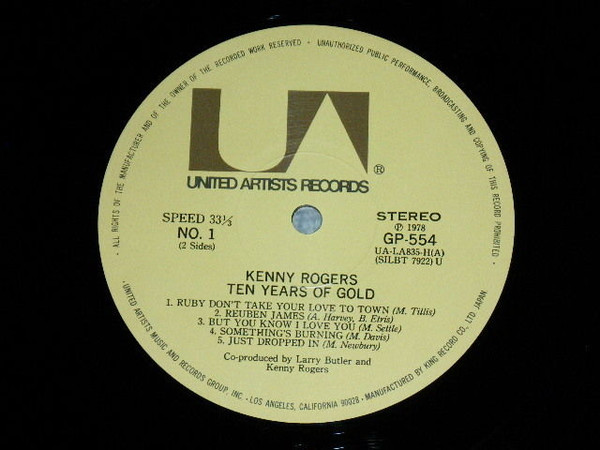 · ALL RIGHTS OF THE MANUFACTURER AND OF THE OWNER OF THE RECORDED WORK RESERVED · UNAUTHORIZED PUBLIC PERFORMANCE, BROADCASTING AND COPYING OF THIS RECORD PROHIBITED ·
UA ®
UNITED ARTISTS RECORDS
SPEED 33⅓
NO. 1
(2 Sides)
STEREO
Ⓟ 1978
GP-554
UA-LA835-H(A)
(SILBT 7922) U
KENNY ROGERS
TEN YEARS OF GOLD
1. RUBY DON'T TAKE YOUR LOVE TO TOWN (M. Tillis)
2. REUBEN JAMES (A. Harvey, B. Etris)
3. BUT YOU KNOW I LOVE YOU (M. Settle)
4. SOMETHING'S BURNING (M. Davis)
5. JUST DROPPED IN (M. Newbury)
Co-produced by Larry Butler and
Kenny Rogers
UNITED ARTISTS MUSIC AND RECORDS GROUP, INC. · LOS ANGELES, CALIFORNIA 90028 · MANUFACTURED BY KING RECORD CO, LTD JAPAN